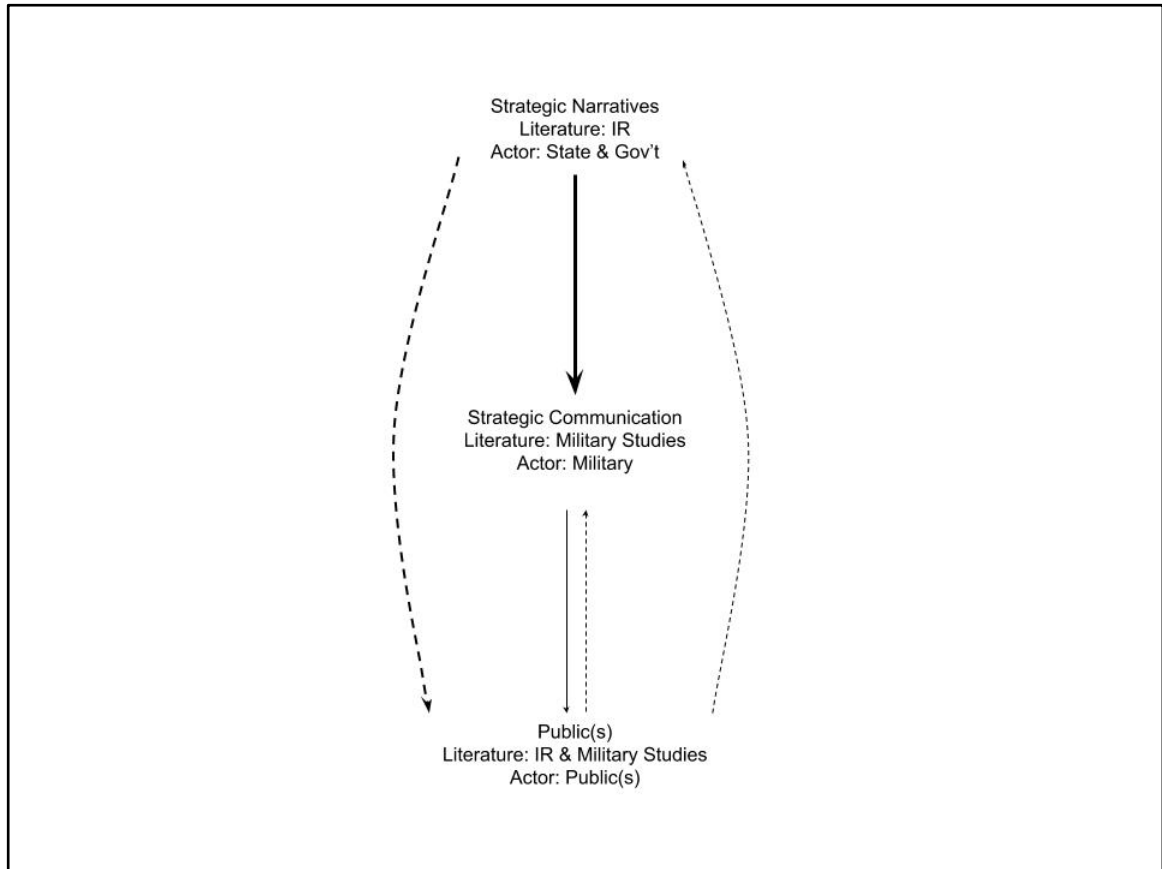 Strategic Narratives
Literature: IR
Actor: State & Gov't
Strategic Communication
Literature: Military Studies
Actor: Military
Public(s)
Literature: IR & Military Studies
Actor: Public(s)